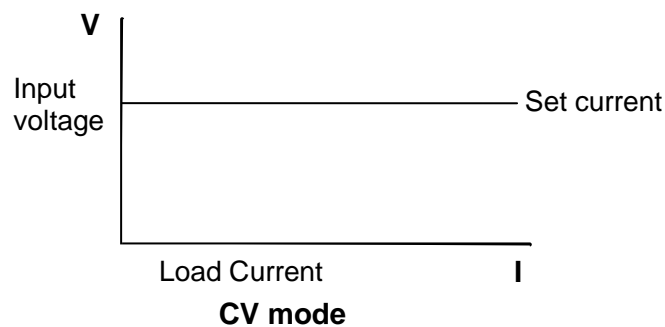 V
Input
voltage
Set current
Load Current
I
CV mode